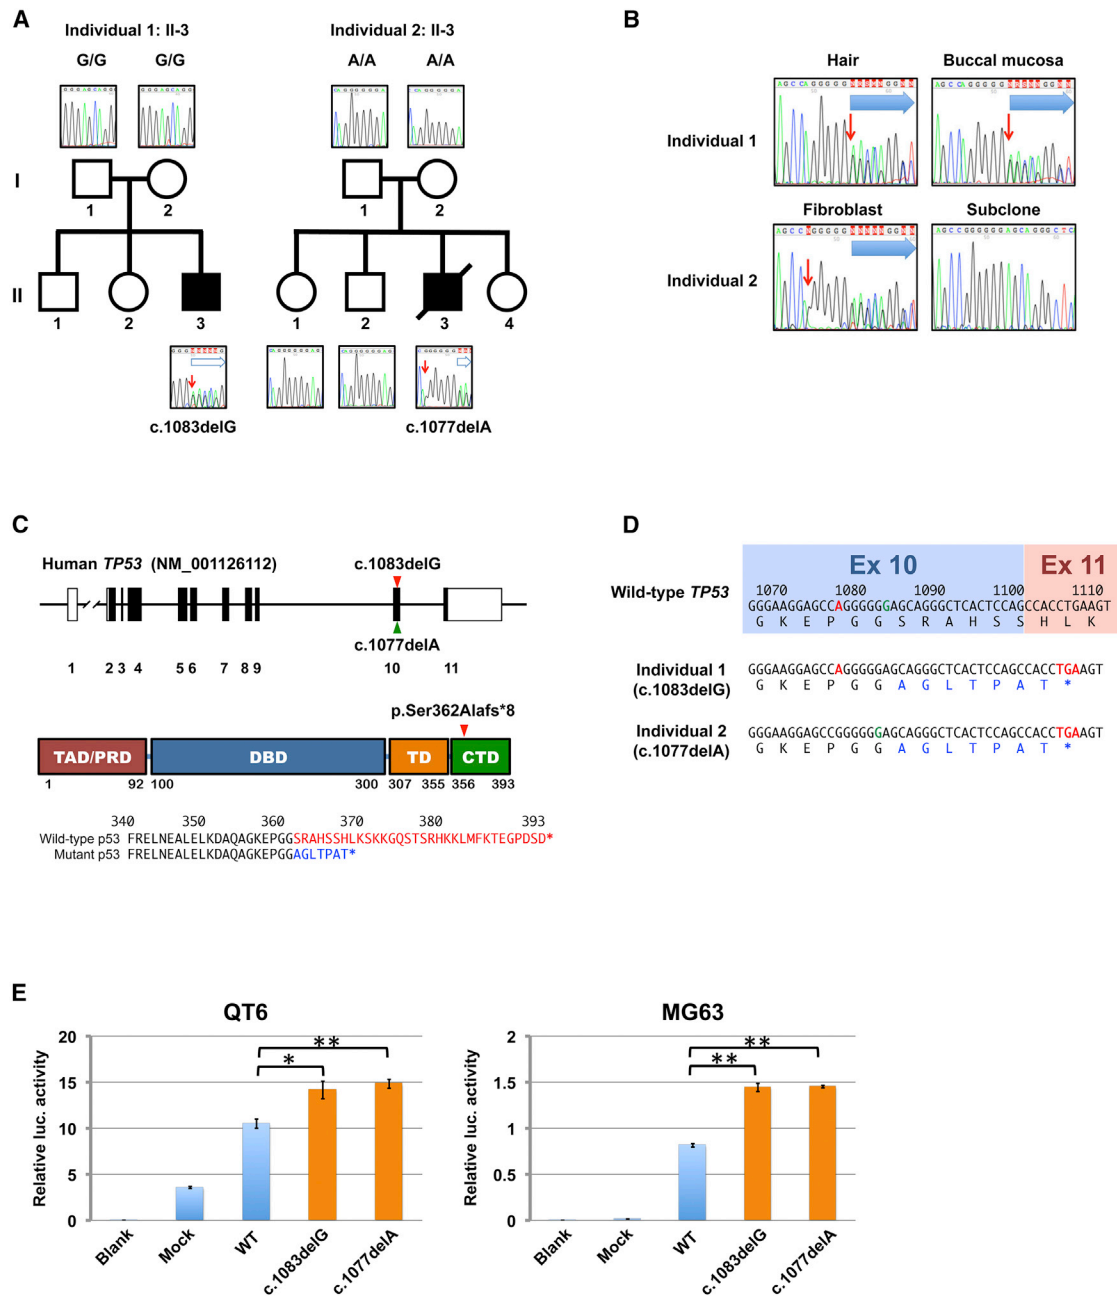 A
Individual 1: II-3
Individual 2: II-3
G/G G/G
A/A A/A
I
1 2
1 2
II
1 2 3
1 2 3 4
c.1083delG
c.1077delA
B
Hair
Buccal mucosa
Individual 1
Fibroblast
Subclone
Individual 2
C
Human TP53 (NM_001126112)
c.1083delG
c.1077delA
1 2 3 4 5 6 7 8 9 10 11
p.Ser362Alafs*8
TAD/PRD DBD TD CTD
1 92 100 300 307 355 356 393
340 350 360 370 380 393
Wild-type p53 FRELNEALELKDAQAGKEPGGSRAHSSHLKSKKGQSTSRHKKLMFKTEGPDSD*
Mutant p53 FRELNEALELKDAQAGKEPGGAGLTPAT*
D
Ex 10 Ex 11
1070 1080 1090 1100 1110
Wild-type TP53 GGGAAGGAGCCAGGGGGGAGCAGGGCTCACTCCAGCCACCTGAAGT
G K E P G G S R A H S S H L K
Individual 1
(c.1083delG)
GGGAAGGAGCCAGGGGGAGCAGGGCTCACTCCAGCCACCTGAAGT
G K E P G G A G L T P A T *
Individual 2
(c.1077delA)
GGGAAGGAGCCGGGGGGAGCAGGGCTCACTCCAGCCACCTGAAGT
G K E P G G A G L T P A T *
E
QT6
Relative luc. activity
20
15
10
5
0
* **
Blank Mock WT c.1083delG c.1077delA
MG63
Relative luc. activity
2
1.5
1
0.5
0
** **
Blank Mock WT c.1083delG c.1077delA